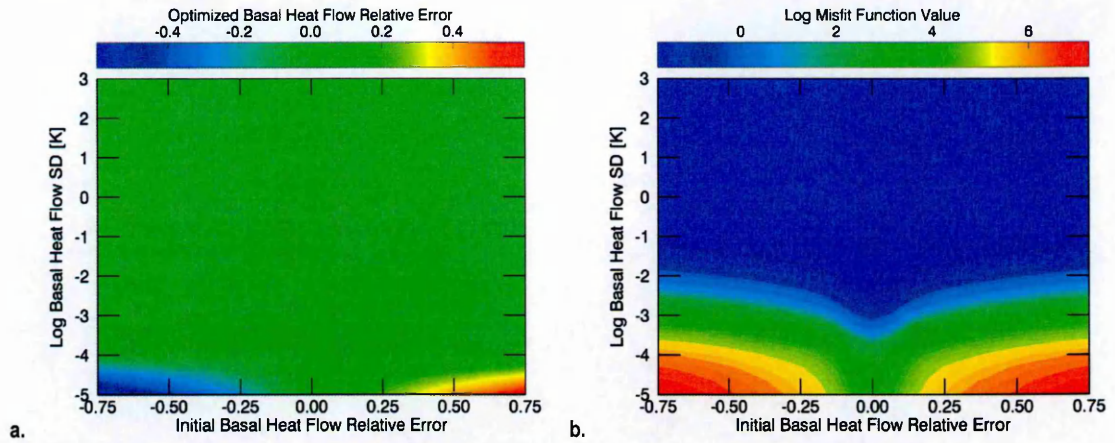 Optimized Basal Heat Flow Relative Error
-0.4 -0.2 0.0 0.2 0.4
Log Basal Heat Flow SD [K]
3
2
1
0
-1
-2
-3
-4
-5
-0.75 -0.50 -0.25 0.00 0.25 0.50 0.75
Initial Basal Heat Flow Relative Error
a.
Log Misfit Function Value
0 2 4 6
Log Basal Heat Flow SD [K]
3
2
1
0
-1
-2
-3
-4
-5
-0.75 -0.50 -0.25 0.00 0.25 0.50 0.75
Initial Basal Heat Flow Relative Error
b.